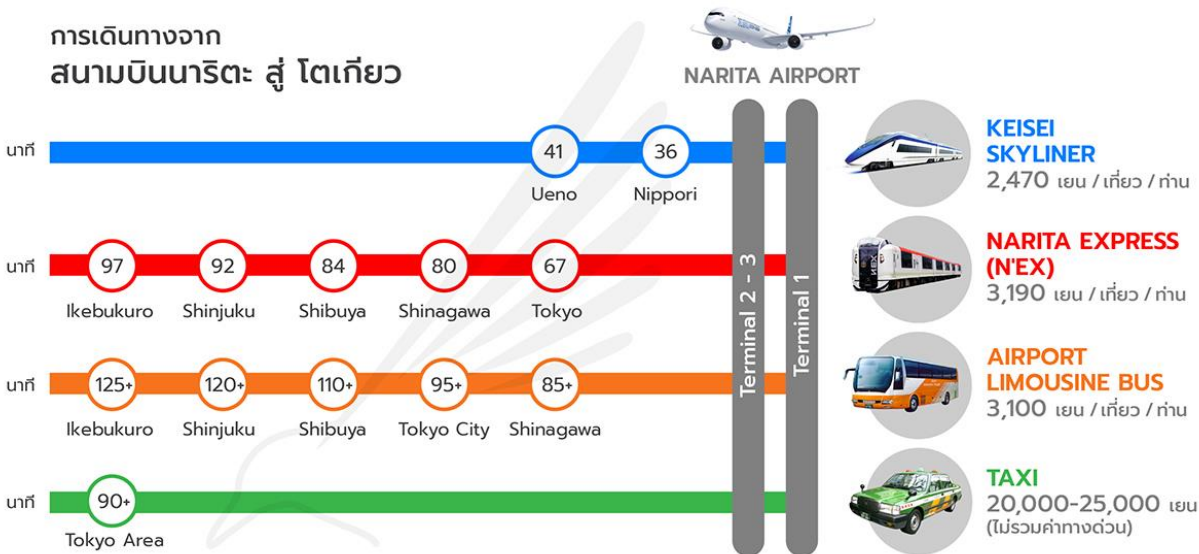 การเดินทางจาก
สนามบินนาริตะ สู่ โตเกียว
NARITA AIRPORT
Terminal 2 - 3
Terminal 1
นาที
41
36
Ueno
Nippori
KEISEI
SKYLINER
2,470 เยน / เที่ยว / ท่าน
นาที
97
92
84
80
67
Ikebukuro
Shinjuku
Shibuya
Shinagawa
Tokyo
NARITA EXPRESS
(N'EX)
3,190 เยน / เที่ยว / ท่าน
นาที
125+
120+
110+
95+
85+
Ikebukuro
Shinjuku
Shibuya
Tokyo City
Shinagawa
AIRPORT
LIMOUSINE BUS
3,100 เยน / เที่ยว / ท่าน
นาที
90+
Tokyo Area
TAXI
20,000-25,000 เยน
(ไม่รวมค่าทางด่วน)